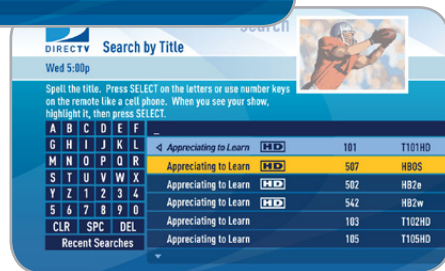 Search
DIRECTV Search by Title
Wed 5:00p
Spell the title. Press SELECT on the letters or use number keys
on the remote like a cell phone. When you see your show,
highlight it, then press SELECT.
A B C D E F _
G H I J K L
M N O P Q R
S T U V W X
Y Z 1 2 3 4
5 6 7 8 9 0
CLR SPC DEL
Recent Searches
Appreciating to Learn HD 101 T101HD
Appreciating to Learn HD 507 HBOS
Appreciating to Learn HD 502 HB2e
Appreciating to Learn HD 542 HB2w
Appreciating to Learn 103 T102HD
Appreciating to Learn 105 T105HD